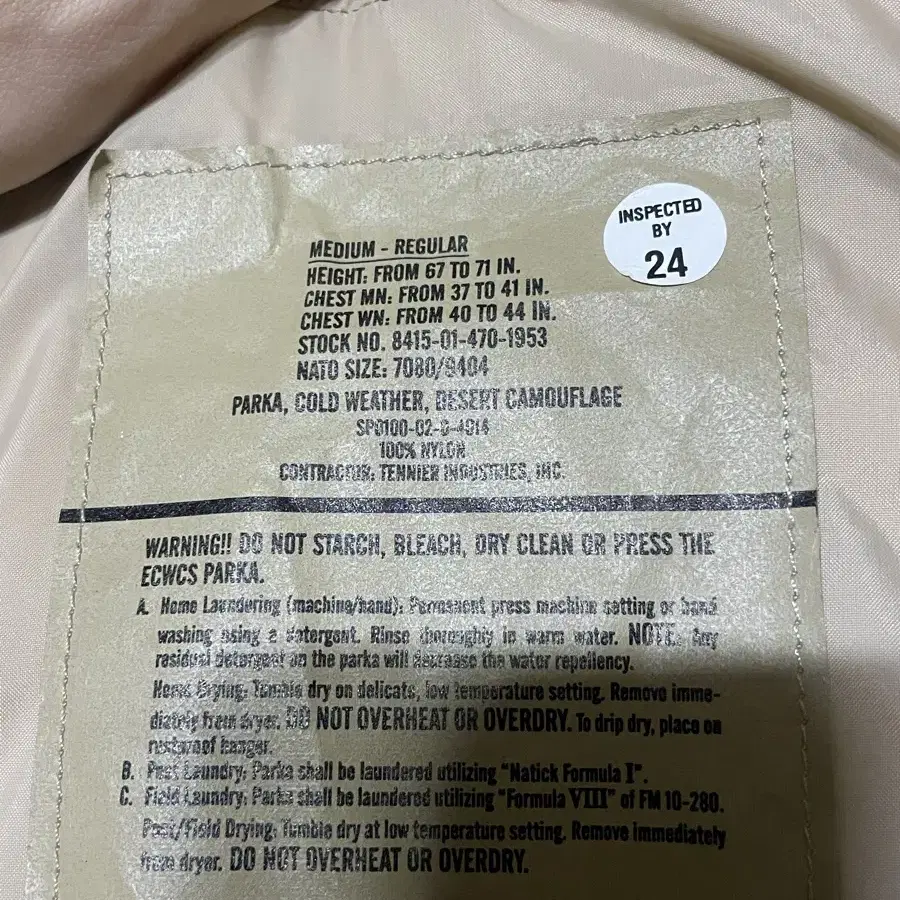 INSPECTED
BY
24
MEDIUM - REGULAR
HEIGHT: FROM 67 TO 71 IN.
CHEST MN: FROM 37 TO 41 IN.
CHEST WN: FROM 40 TO 44 IN.
STOCK NO. 8415-01-470-1953
NATO SIZE: 7080/9404
PARKA, COLD WEATHER, DESERT CAMOUFLAGE
SP0100-02-D-4014
100% NYLON
CONTRACTOR: TENNIER INDUSTRIES, INC.
WARNING!! DO NOT STARCH, BLEACH, DRY CLEAN OR PRESS THE
ECWCS PARKA.
A. Home Laundering (machine/hand): Permanent press machine setting or hand
washing using a detergent. Rinse thoroughly in warm water. NOTE: Any
residual detergent on the parka will decrease the water repellency.
Home Drying: Tumble dry on delicate, low temperature setting. Remove imme-
diately from dryer. DO NOT OVERHEAT OR OVERDRY. To drip dry, place on
rustproof hanger.
B. Post Laundry: Parka shall be laundered utilizing "Natick Formula I".
C. Field Laundry: Parka shall be laundered utilizing "Formula VIII" of FM 10-280.
Post/Field Drying: Tumble dry at low temperature setting. Remove immediately
from dryer. DO NOT OVERHEAT OR OVERDRY.